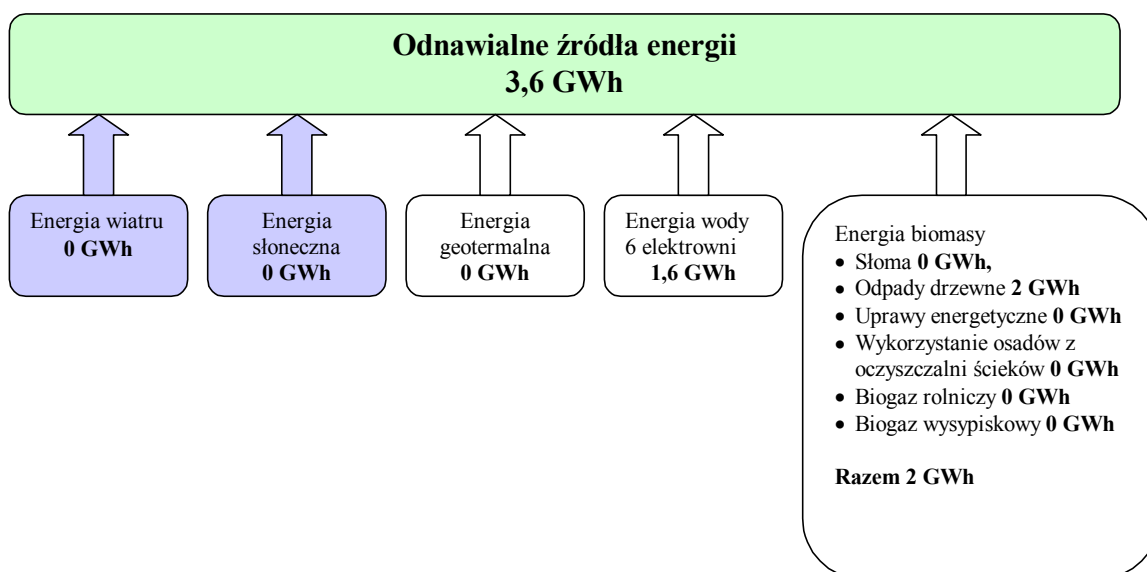 Odnawialne źródła energii
3,6 GWh
Energia wiatru
0 GWh
Energia
słoneczna
0 GWh
Energia
geotermalna
0 GWh
Energia wody
6 elektrowni
1,6 GWh
Energia biomasy
• Słoma 0 GWh,
• Odpady drzewne 2 GWh
• Uprawy energetyczne 0 GWh
• Wykorzystanie osadów z
oczyszczalni ścieków 0 GWh
• Biogaz rolniczy 0 GWh
• Biogaz wysypiskowy 0 GWh
Razem 2 GWh